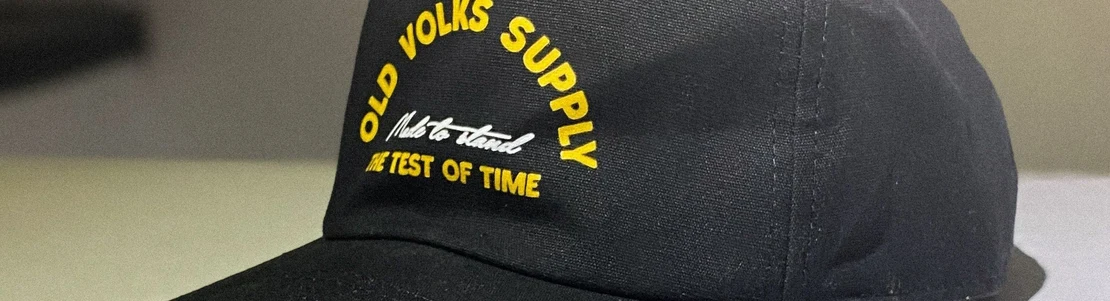 OLD VOLKS SUPPLY
Made to stand
THE TEST OF TIME